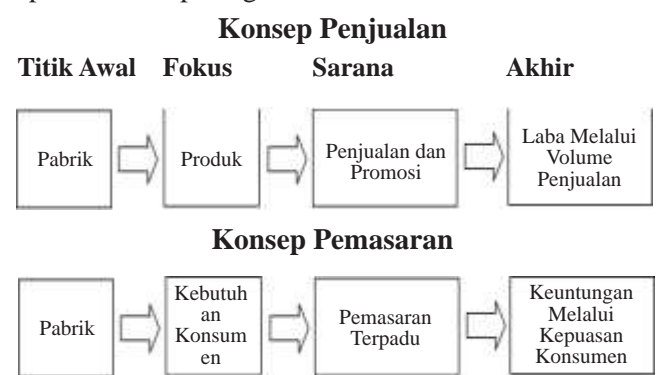 Konsep Penjualan
Titik Awal Fokus Sarana Akhir
Pabrik
Produk
Penjualan dan
Promosi
Laba Melalui
Volume
Penjualan
Konsep Pemasaran
Pabrik
Kebutuh
an
Konsum
en
Pemasaran
Terpadu
Keuntungan
Melalui
Kepuasan
Konsumen